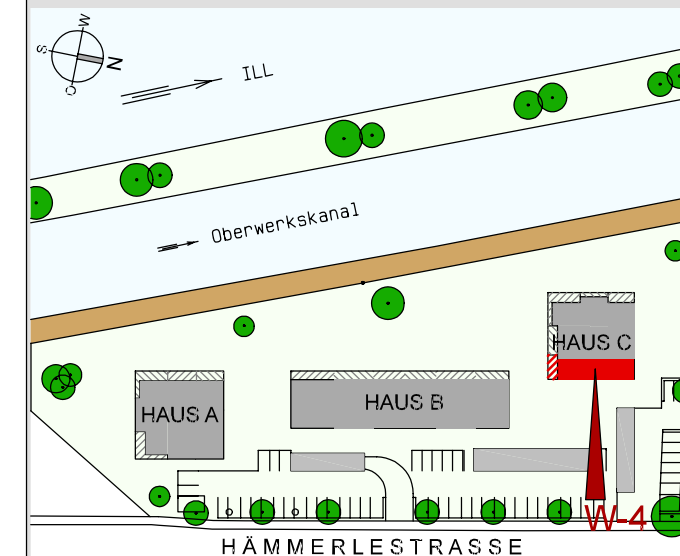 W
S
N
O
ILL
Oberwerkskanal
HAUS C
HAUS B
HAUS A
W-4
HÄMMERLESTRASSE